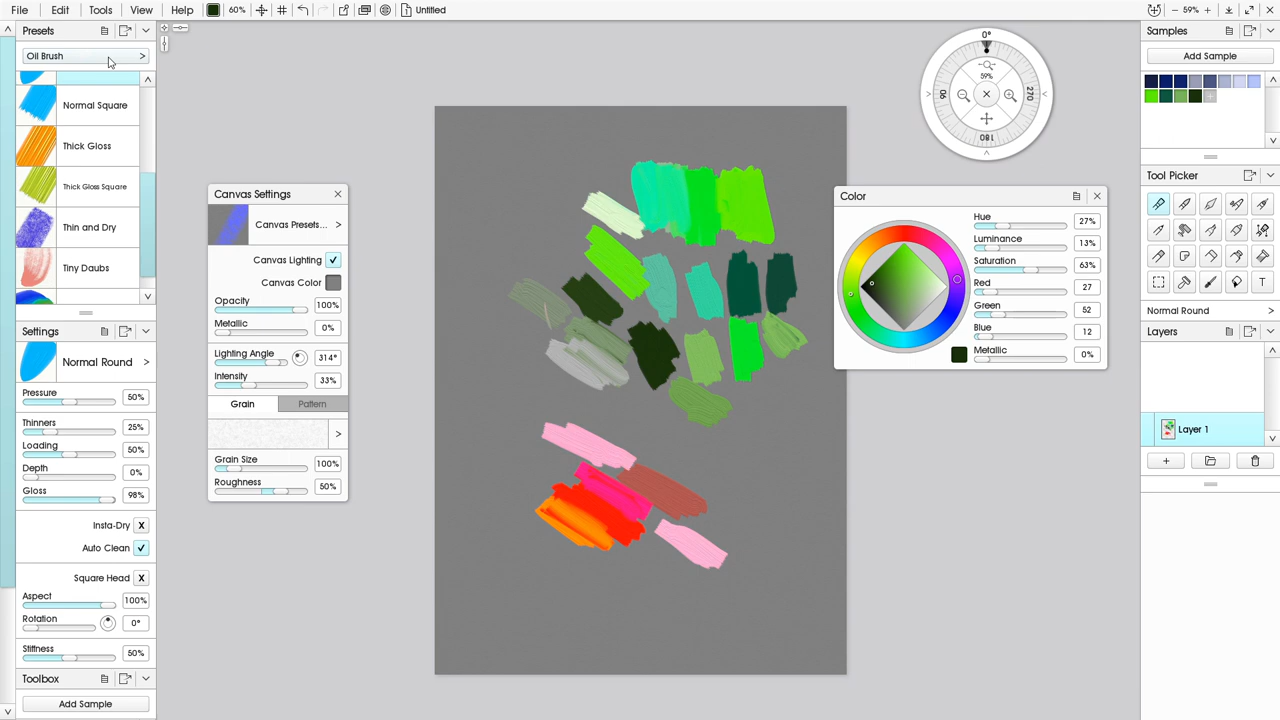 File Edit Tools View Help 60% Untitled 59%
Presets
Oil Brush >
Normal Square
Thick Gloss
Thick Gloss Square
Thin and Dry
Tiny Daubs
Settings
Normal Round >
Pressure 50%
Thinners 25%
Loading 50%
Depth 0%
Gloss 98%
Insta-Dry X
Auto Clean
Square Head X
Aspect 100%
Rotation 0°
Stiffness 50%
Toolbox
Add Sample
Canvas Settings
Canvas Presets... >
Canvas Lighting
Canvas Color
Opacity 100%
Metallic 0%
Lighting Angle 314°
Intensity 33%
Grain Pattern
Grain Size 100%
Roughness 50%
0°
59%
90
270
180
Color
Hue 27%
Luminance 13%
Saturation 63%
Red 27
Green 52
Blue 12
Metallic 0%
Samples
Add Sample
Tool Picker
T
Normal Round
Layers
Layer 1